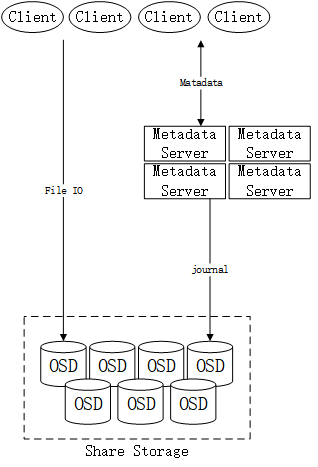 Client
Client
Client
Client
Matadata
Metadata
Server
Metadata
Server
Metadata
Server
Metadata
Server
File IO
journal
OSD
OSD
OSD
OSD
OSD
OSD
OSD
Share Storage